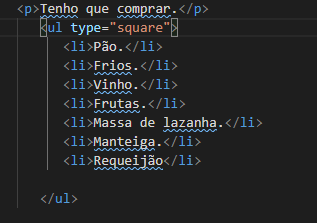 <p>Tenho que comprar.</p>
<ul type="square">
<li>Pão.</li>
<li>Frios.</li>
<li>Vinho.</li>
<li>Frutas.</li>
<li>Massa de lazanha.</li>
<li>Manteiga.</li>
<li>Requeijão</li>
</ul>